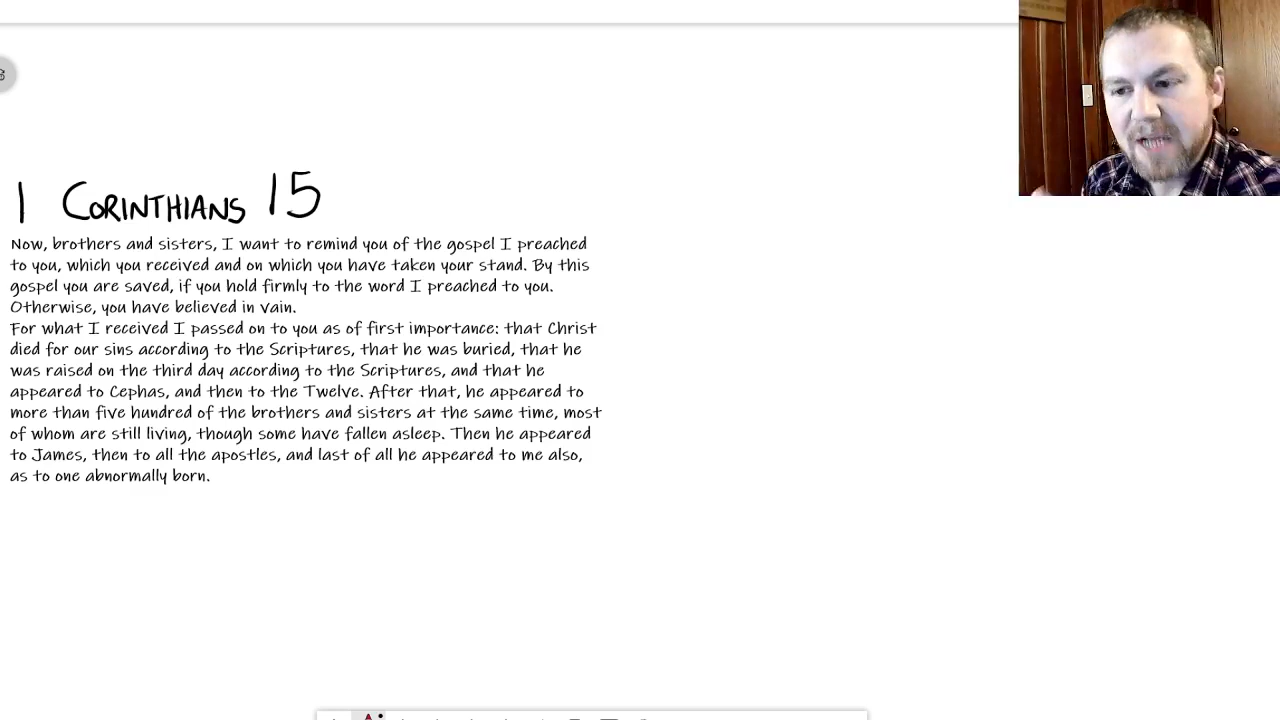 1 CORINTHIANS 15
Now, brothers and sisters, I want to remind you of the gospel I preached
to you, which you received and on which you have taken your stand. By this
gospel you are saved, if you hold firmly to the word I preached to you.
Otherwise, you have believed in vain.
For what I received I passed on to you as of first importance: that Christ
died for our sins according to the Scriptures, that he was buried, that he
was raised on the third day according to the Scriptures, and that he
appeared to Cephas, and then to the Twelve. After that, he appeared to
more than five hundred of the brothers and sisters at the same time, most
of whom are still living, though some have fallen asleep. Then he appeared
to James, then to all the apostles, and last of all he appeared to me also,
as to one abnormally born.